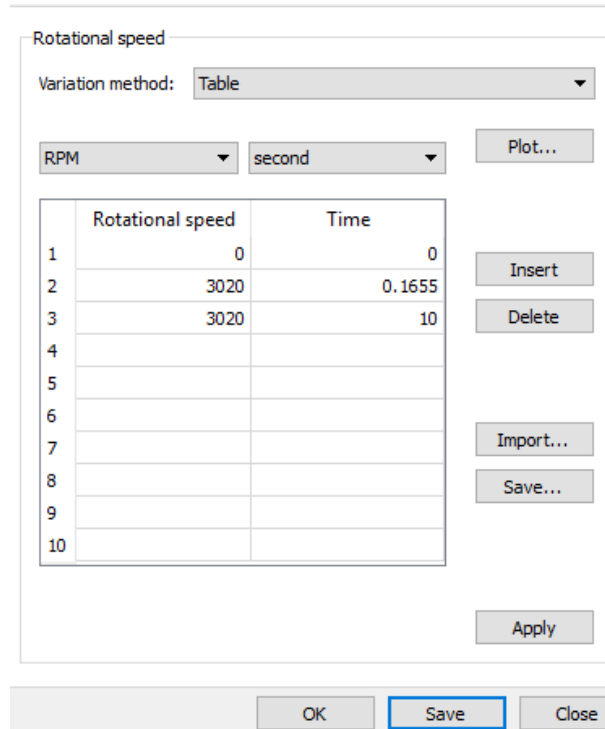 Rotational speed
Variation method: Table
RPM second Plot...
Rotational speed Time
1 0 0
2 3020 0.1655
3 3020 10
4
5
6
7
8
9
10
Insert
Delete
Import...
Save...
Apply
OK Save Close